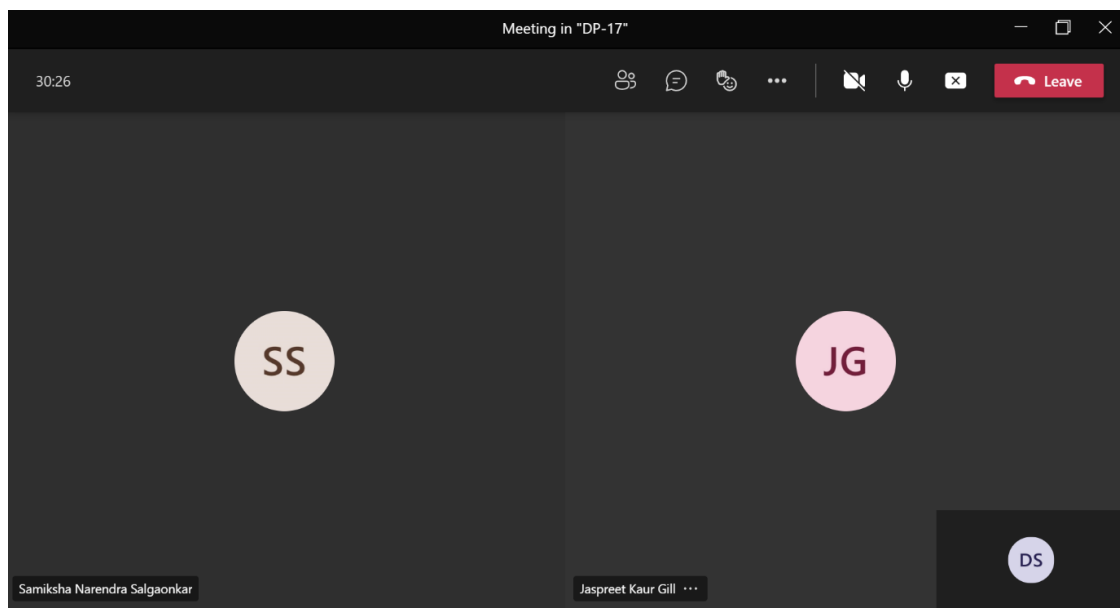 Meeting in "DP-17"
30:26
Leave
SS
JG
DS
Samiksha Narendra Salgaonkar
Jaspreet Kaur Gill ···